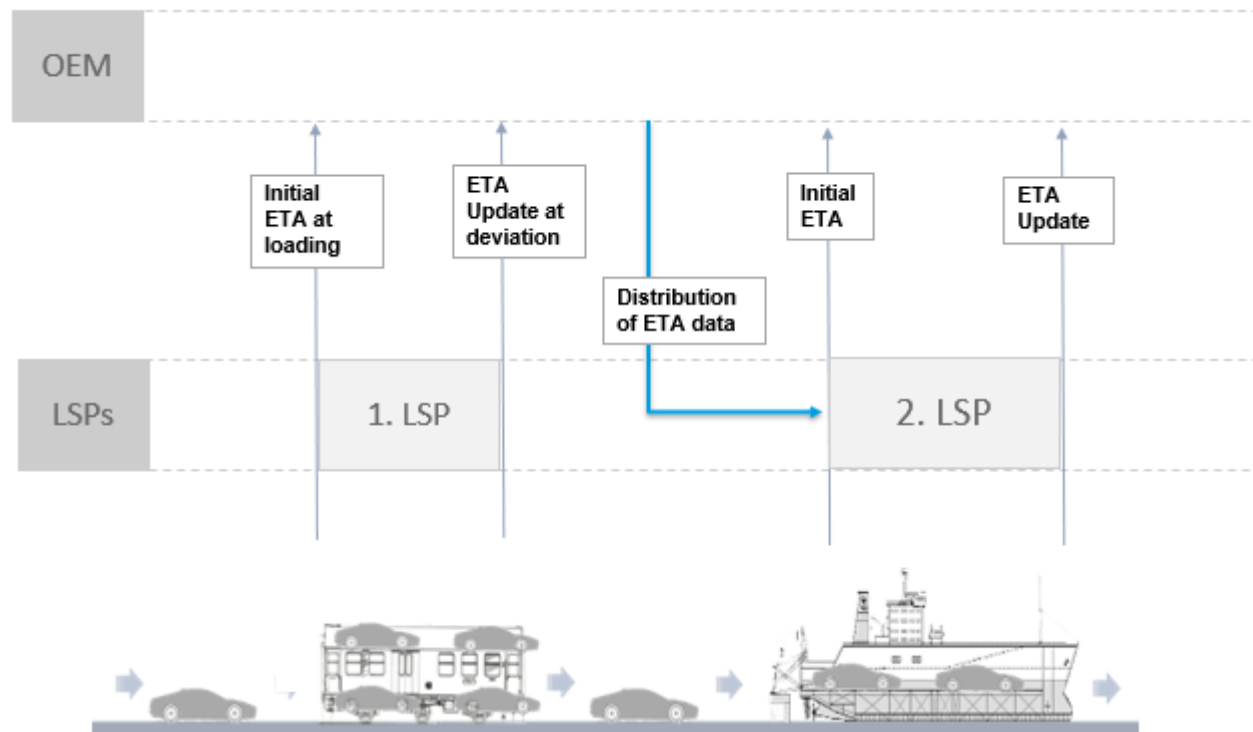 OEM
Initial
ETA at
loading
ETA
Update at
deviation
Distribution
of ETA data
Initial
ETA
ETA
Update
LSPs
1. LSP
2. LSP